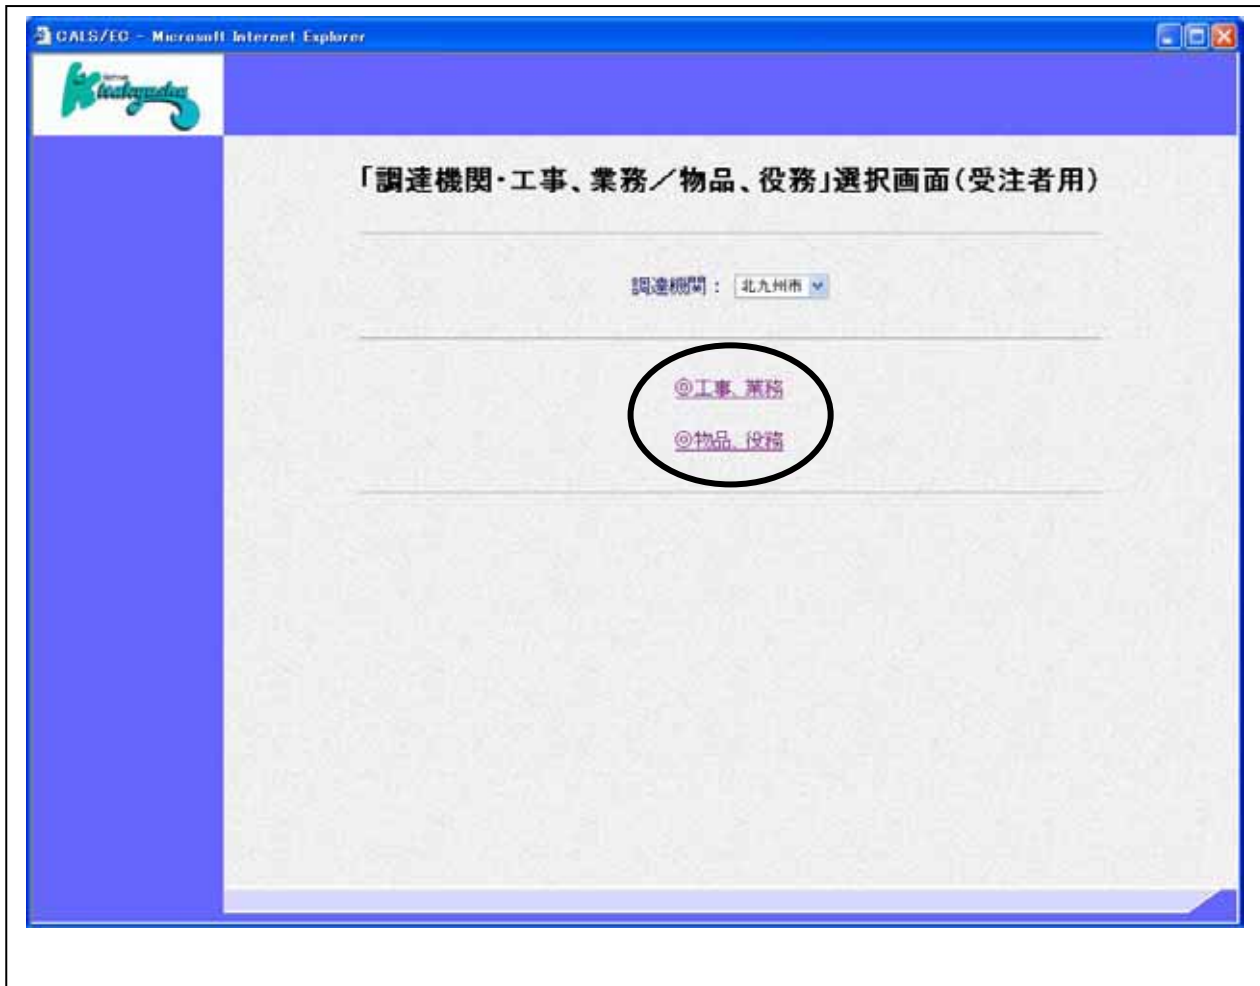 CALS/EC - Microsoft Internet Explorer
「調達機関・工事、業務／物品、役務」選択画面(受注者用)
調達機関： 北九州市
◎工事、業務
◎物品、役務